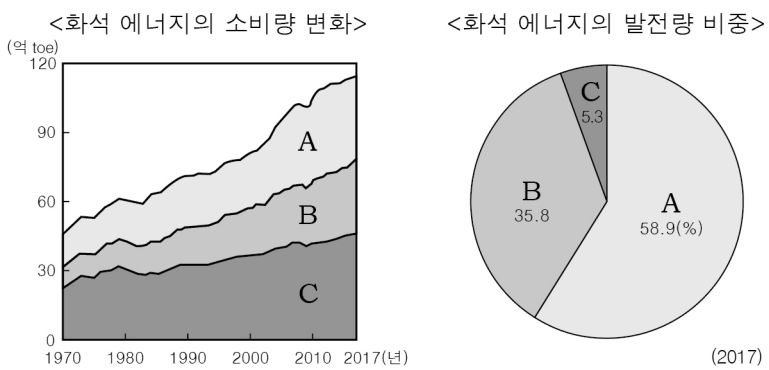 <화석 에너지의 소비량 변화>
(억 toe)
120
90
60
30
0
A
B
C
1970 1980 1990 2000 2010 2017(년)
<화석 에너지의 발전량 비중>
C
5.3
B
35.8
A
58.9(%)
(2017)